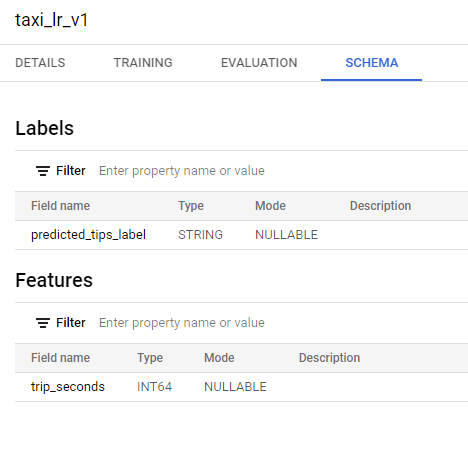 taxi_lr_v1
DETAILS TRAINING EVALUATION SCHEMA
Labels
Filter Enter property name or value
Field name Type Mode Description
predicted_tips_label STRING NULLABLE
Features
Filter Enter property name or value
Field name Type Mode Description
trip_seconds INT64 NULLABLE